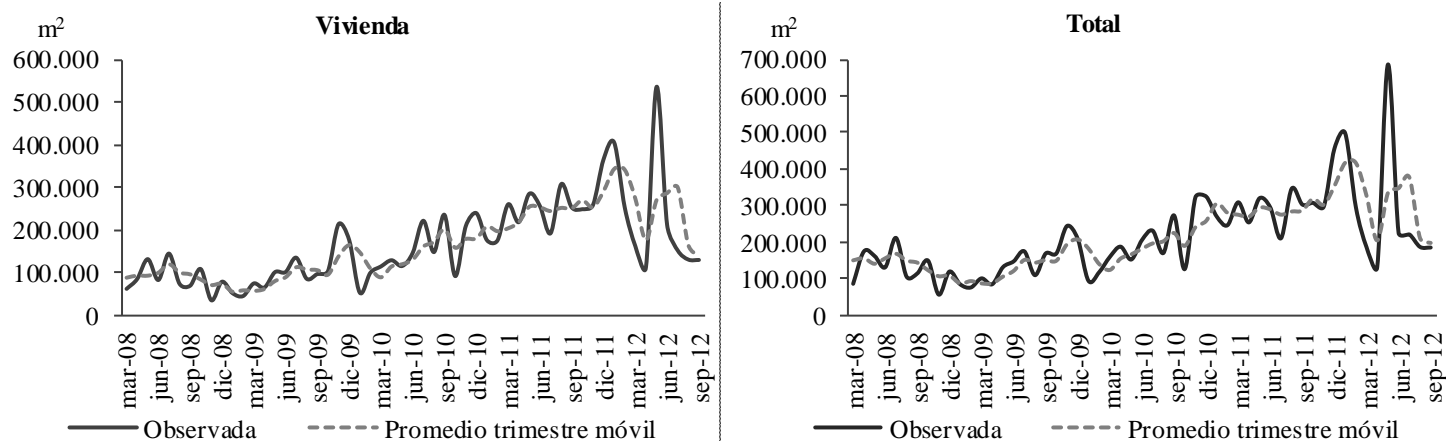 Vivienda
m²
600.000
500.000
400.000
300.000
200.000
100.000
0
mar-08
jun-08
sep-08
dic-08
mar-09
jun-09
sep-09
dic-09
mar-10
jun-10
sep-10
dic-10
mar-11
jun-11
sep-11
dic-11
mar-12
jun-12
sep-12
Observada
Promedio trimestre móvil
Total
m²
700.000
600.000
500.000
400.000
300.000
200.000
100.000
0
mar-08
jun-08
sep-08
dic-08
mar-09
jun-09
sep-09
dic-09
mar-10
jun-10
sep-10
dic-10
mar-11
jun-11
sep-11
dic-11
mar-12
jun-12
sep-12
Observada
Promedio trimestre móvil